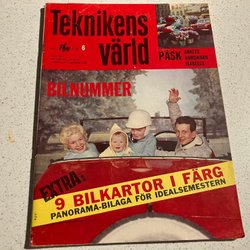 Teknikens
värld
6
PÅSK
BILNUMMER
EXTRA:
9 BILKARTOR I FÄRG
PANORAMA-BILAGA FÖR IDEALSEMESTERN